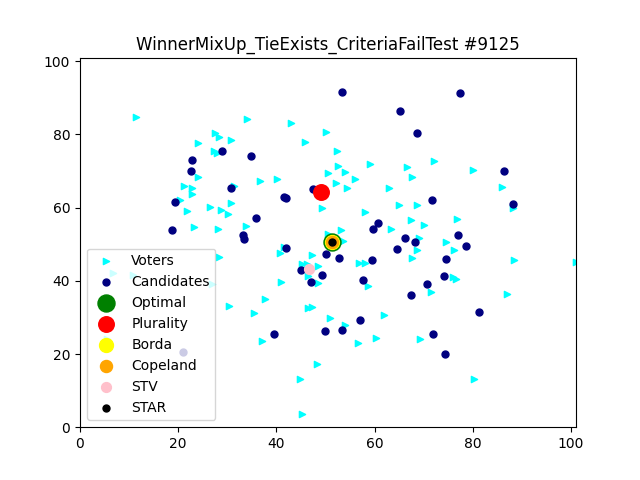 WinnerMixUp_TieExists_CriteriaFailTest #9125
100
80
60
40
20
0
Voters
Candidates
Optimal
Plurality
Borda
Copeland
STV
STAR
0 20 40 60 80 100